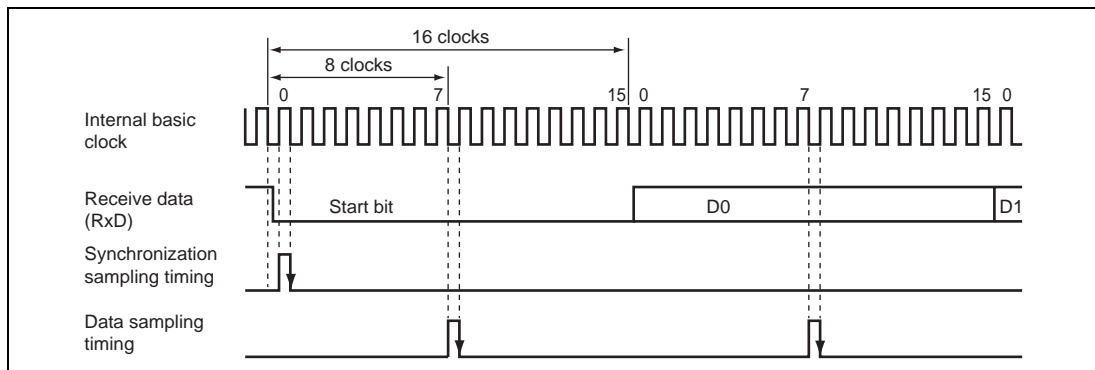 16 clocks
8 clocks
0 7 15 0 7 15 0
Internal basic
clock
Receive data
(RxD)
Start bit D0 D1
Synchronization
sampling timing
Data sampling
timing